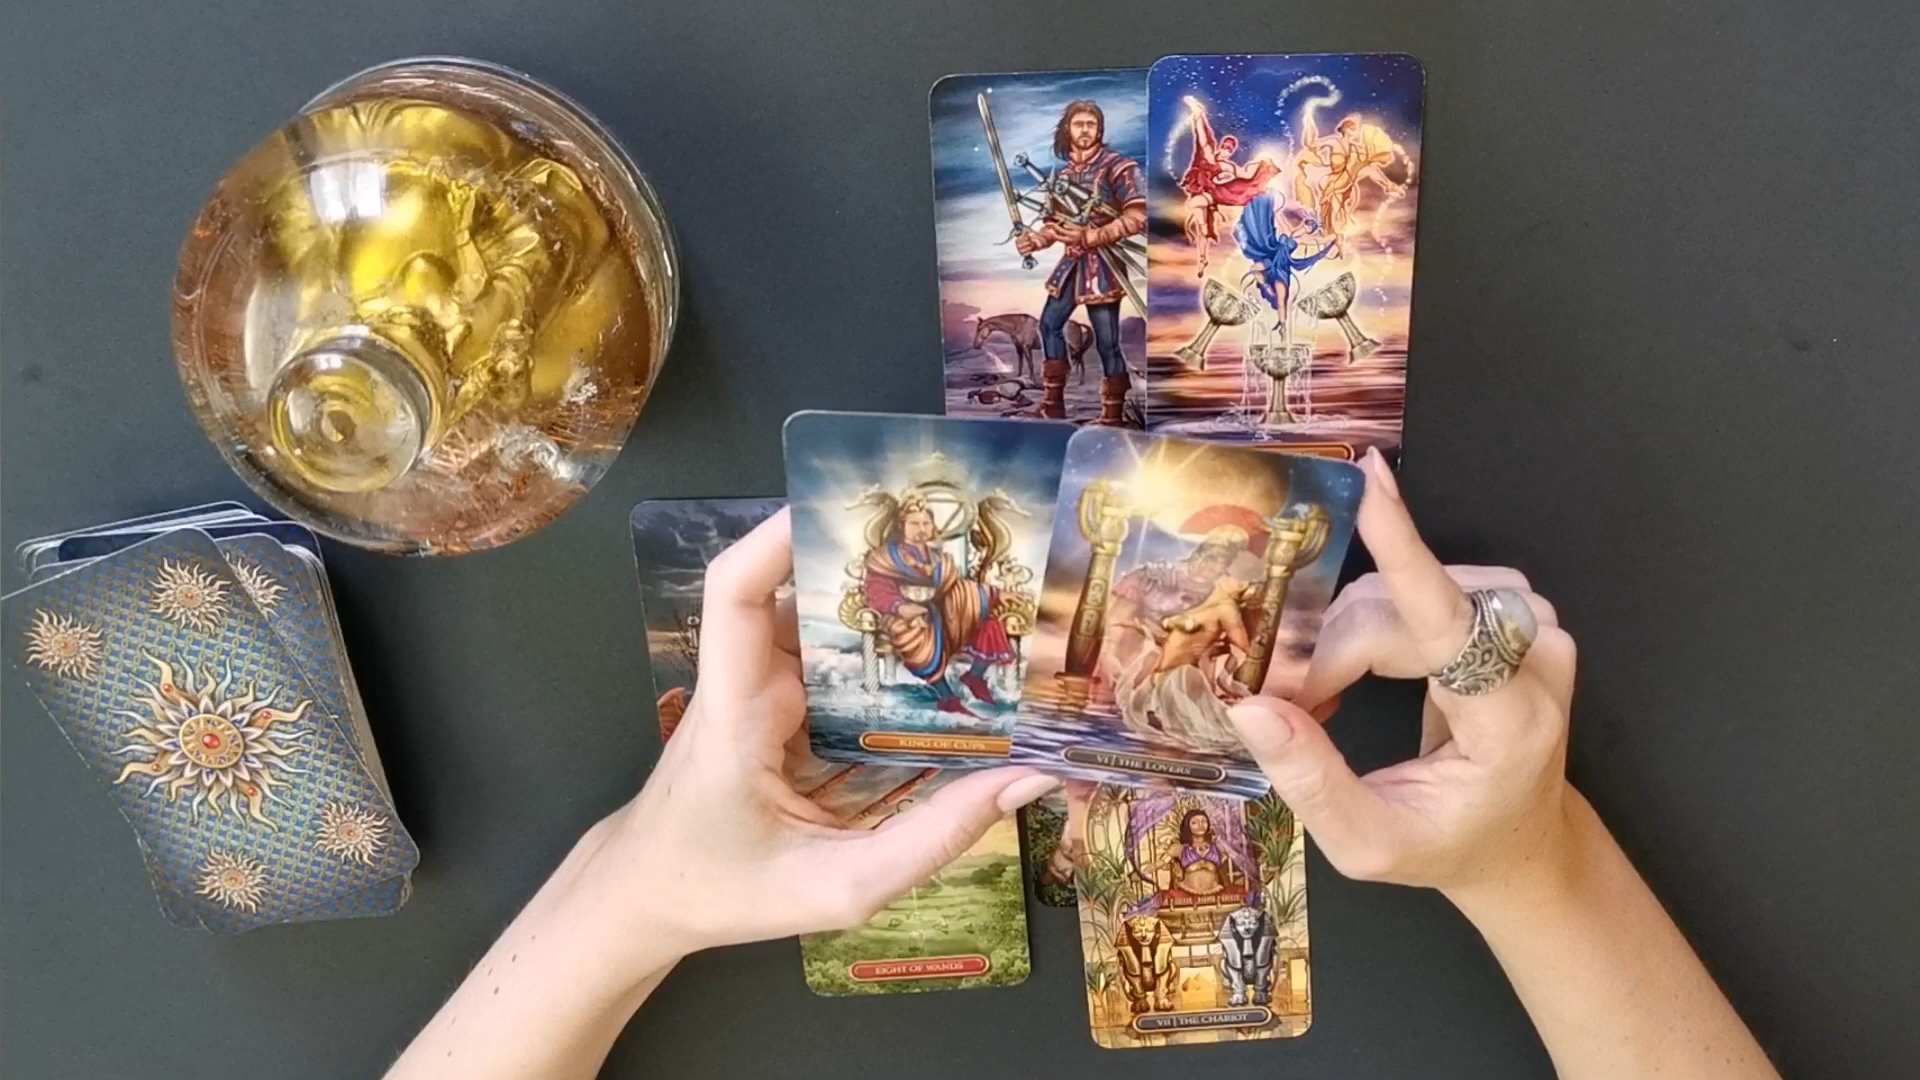 KING OF CUPS
VI | THE LOVERS
EIGHT OF WANDS
VII | THE CHARIOT